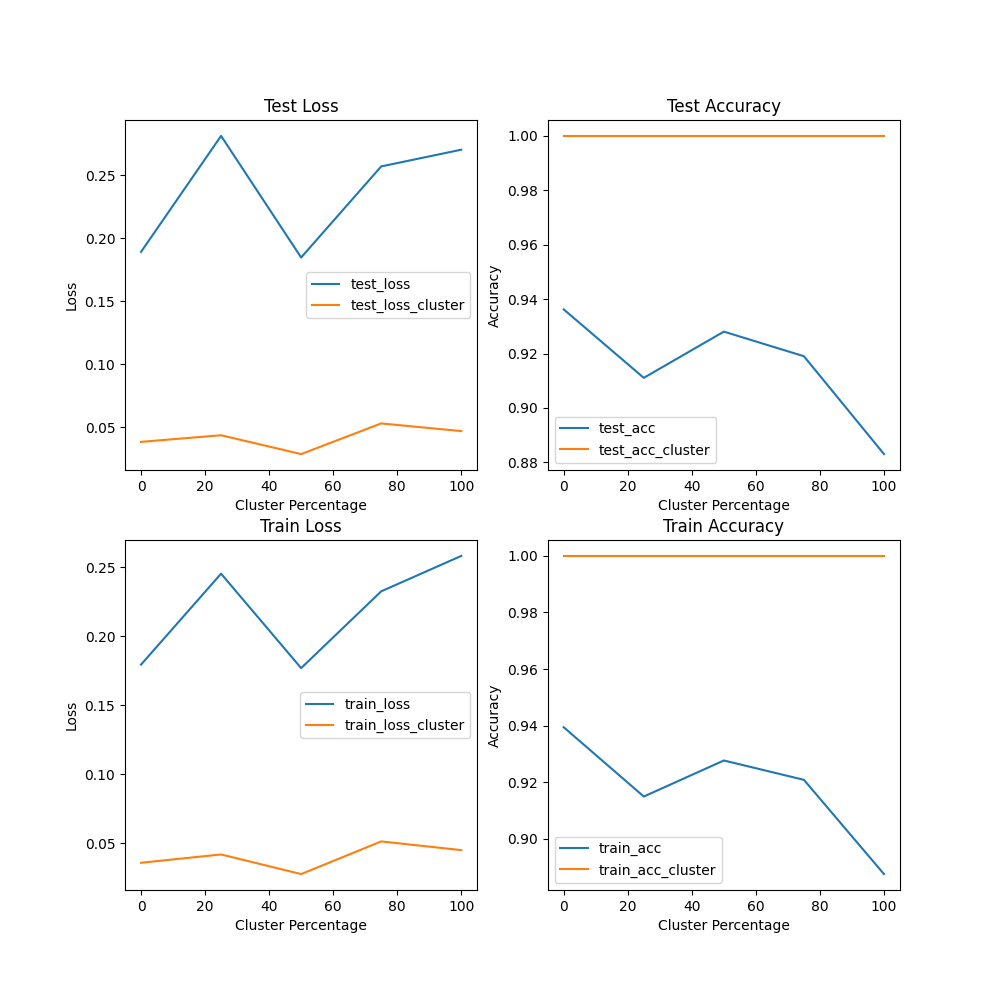 Test Loss
0.25
0.20
0.15
0.10
0.05
Loss
test_loss
test_loss_cluster
0 20 40 60 80 100
Cluster Percentage
Test Accuracy
1.00
0.98
0.96
0.94
0.92
0.90
0.88
Accuracy
test_acc
test_acc_cluster
0 20 40 60 80 100
Cluster Percentage
Train Loss
0.25
0.20
0.15
0.10
0.05
Loss
train_loss
train_loss_cluster
0 20 40 60 80 100
Cluster Percentage
Train Accuracy
1.00
0.98
0.96
0.94
0.92
0.90
Accuracy
train_acc
train_acc_cluster
0 20 40 60 80 100
Cluster Percentage